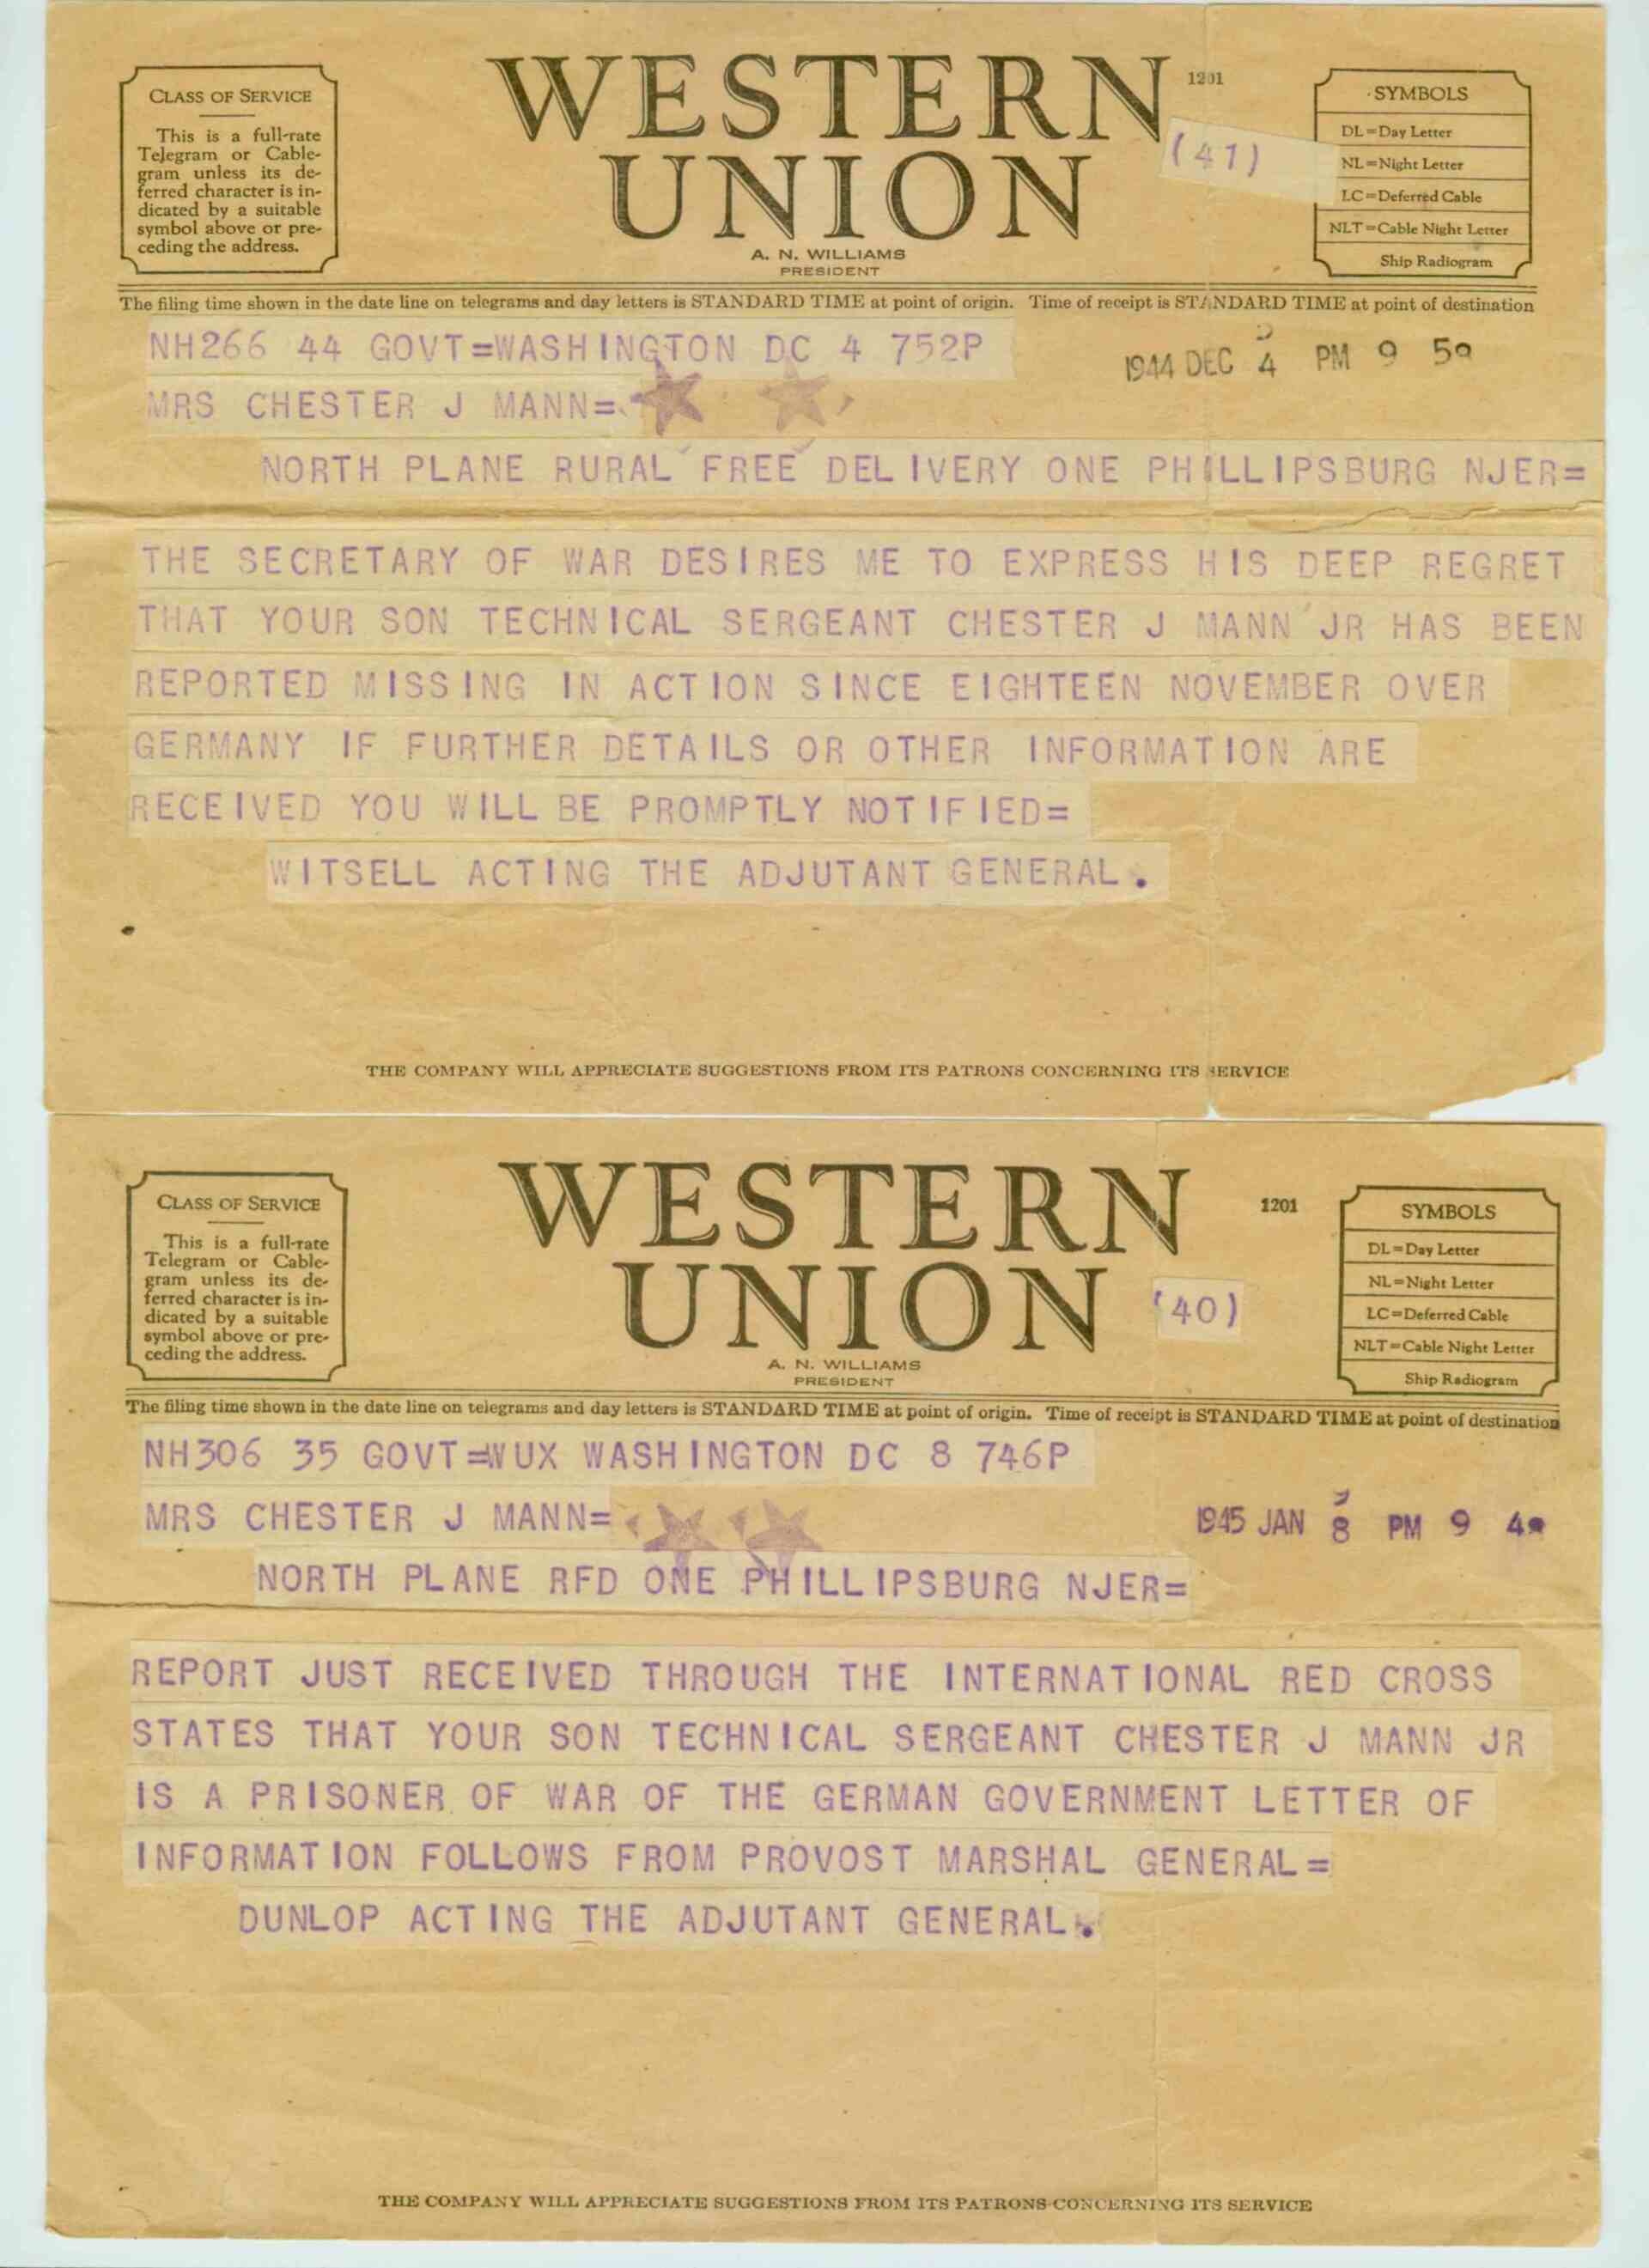 CLASS OF SERVICE
This is a full-rate
Telegram or Cable-
gram unless its de-
ferred character is in-
dicated by a suitable
symbol above or pre-
ceding the address.
WESTERN
UNION
1201
(41)
A. N. WILLIAMS
PRESIDENT
SYMBOLS
DL=Day Letter
NL=Night Letter
LC=Deferred Cable
NLT=Cable Night Letter
Ship Radiogram
The filing time shown in the date line on telegrams and day letters is STANDARD TIME at point of origin. Time of receipt is STANDARD TIME at point of destination
NH266 44 GOVT=WASHINGTON DC 4 752P
1944 DEC 4 PM 9 59
MRS CHESTER J MANN=
NORTH PLANE RURAL FREE DELIVERY ONE PHILLIPSBURG NJER=
THE SECRETARY OF WAR DESIRES ME TO EXPRESS HIS DEEP REGRET
THAT YOUR SON TECHNICAL SERGEANT CHESTER J MANN JR HAS BEEN
REPORTED MISSING IN ACTION SINCE EIGHTEEN NOVEMBER OVER
GERMANY IF FURTHER DETAILS OR OTHER INFORMATION ARE
RECEIVED YOU WILL BE PROMPTLY NOTIFIED=
WITSELL ACTING THE ADJUTANT GENERAL.
THE COMPANY WILL APPRECIATE SUGGESTIONS FROM ITS PATRONS CONCERNING ITS SERVICE
CLASS OF SERVICE
This is a full-rate
Telegram or Cable-
gram unless its de-
ferred character is in-
dicated by a suitable
symbol above or pre-
ceding the address.
WESTERN
UNION
1201
(40)
A. N. WILLIAMS
PRESIDENT
SYMBOLS
DL=Day Letter
NL=Night Letter
LC=Deferred Cable
NLT=Cable Night Letter
Ship Radiogram
The filing time shown in the date line on telegrams and day letters is STANDARD TIME at point of origin. Time of receipt is STANDARD TIME at point of destination
NH306 35 GOVT=WUX WASHINGTON DC 8 746P
MRS CHESTER J MANN=
1945 JAN 8 PM 9
NORTH PLANE RFD ONE PHILLIPSBURG NJER=
REPORT JUST RECEIVED THROUGH THE INTERNATIONAL RED CROSS
STATES THAT YOUR SON TECHNICAL SERGEANT CHESTER J MANN JR
IS A PRISONER OF WAR OF THE GERMAN GOVERNMENT LETTER OF
INFORMATION FOLLOWS FROM PROVOST MARSHAL GENERAL=
DUNLOP ACTING THE ADJUTANT GENERAL.
THE COMPANY WILL APPRECIATE SUGGESTIONS FROM ITS PATRONS CONCERNING ITS SERVICE